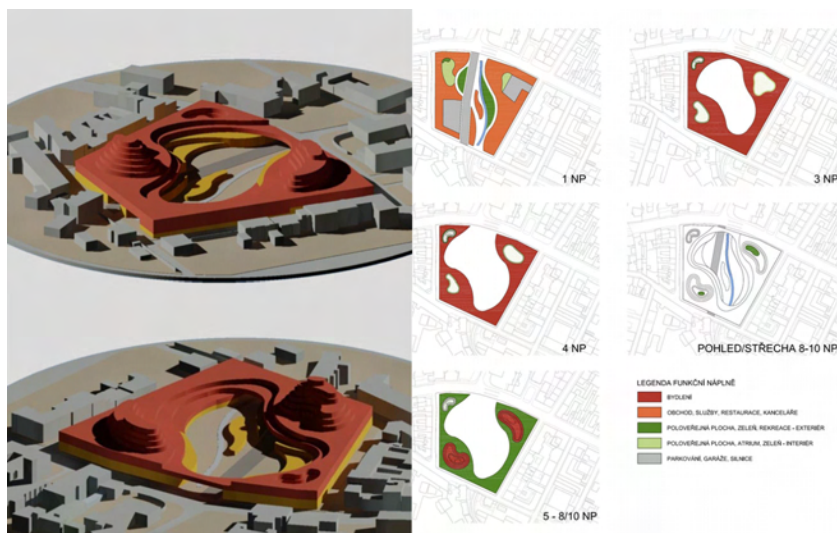 1 NP
3 NP
4 NP
POHLED/STŘECHA 8-10 NP
5 - 8/10 NP
LEGENDA FUNKČNÍ NÁPLNĚ
BYDLENÍ
OBCHOD, SLUŽBY, RESTAURACE, KANCELÁŘE
POLOVEŘEJNÁ PLOCHA, ZELEŇ, REKREACE - EXTERIÉR
POLOVEŘEJNÁ PLOCHA, ATRIUM, ZELEŇ - INTERIÉR
PARKOVÁNÍ, GARÁŽE, SILNICE